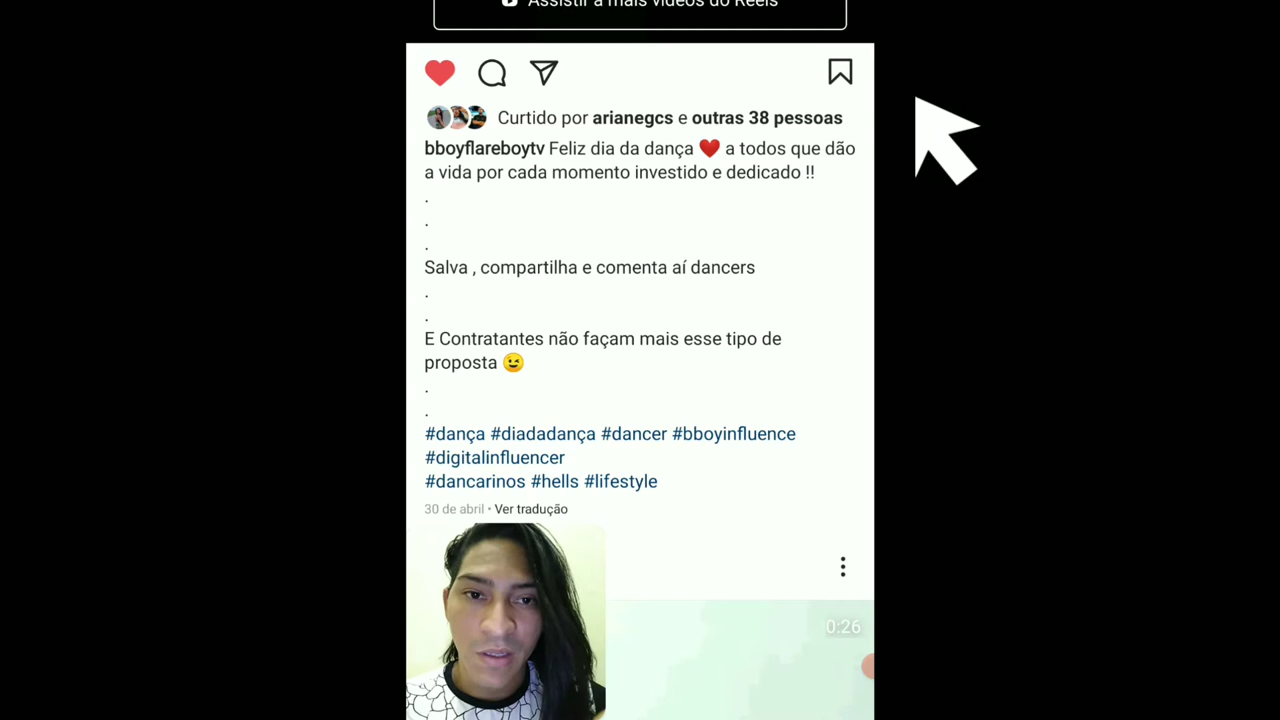 Assistir a mais vídeos do Reels
Curtido por arianegcs e outras 38 pessoas
bboyflareboytv Feliz dia da dança ❤️ a todos que dão
a vida por cada momento investido e dedicado !!
.
.
.
Salva , compartilha e comenta aí dancers
.
.
E Contratantes não façam mais esse tipo de
proposta 😉
.
.
#dança #diadadança #dancer #bboyinfluence
#digitalinfluencer
#dancarinos #hells #lifestyle
30 de abril • Ver tradução
0:26